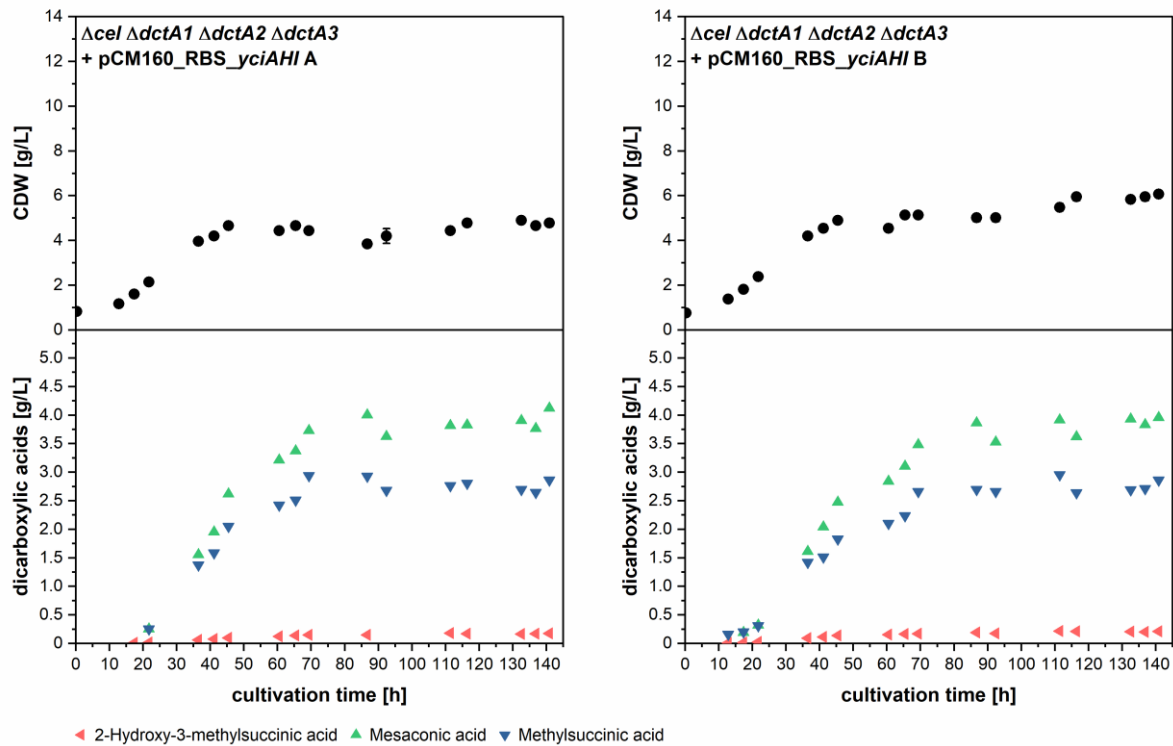 Δcel ΔdctA1 ΔdctA2 ΔdctA3
+ pCM160_RBS_yciAHI A
CDW [g/L]
14
12
10
8
6
4
2
0
dicarboxylic acids [g/L]
5.0
4.5
4.0
3.5
3.0
2.5
2.0
1.5
1.0
0.5
0
0 10 20 30 40 50 60 70 80 90 100 110 120 130 140
cultivation time [h]
Δcel ΔdctA1 ΔdctA2 ΔdctA3
+ pCM160_RBS_yciAHI B
CDW [g/L]
14
12
10
8
6
4
2
0
dicarboxylic acids [g/L]
5.0
4.5
4.0
3.5
3.0
2.5
2.0
1.5
1.0
0.5
0
0 10 20 30 40 50 60 70 80 90 100 110 120 130 140
cultivation time [h]
2-Hydroxy-3-methylsuccinic acid Mesaconic acid Methylsuccinic acid